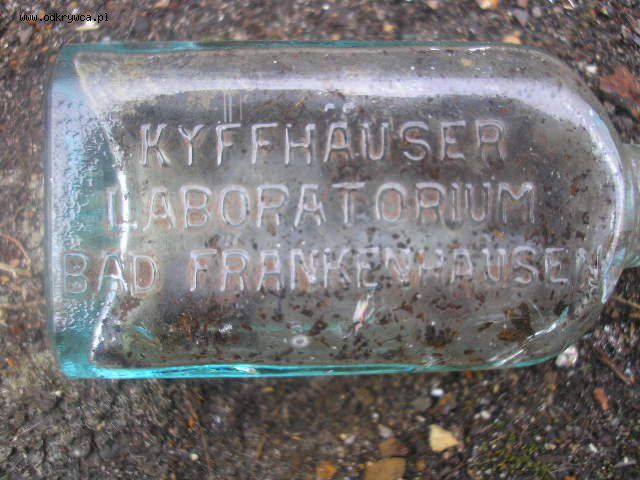 www.odkrywca.pl
KYFFHÄUSER
LABORATORIUM
BAD FRANKENHAUSEN